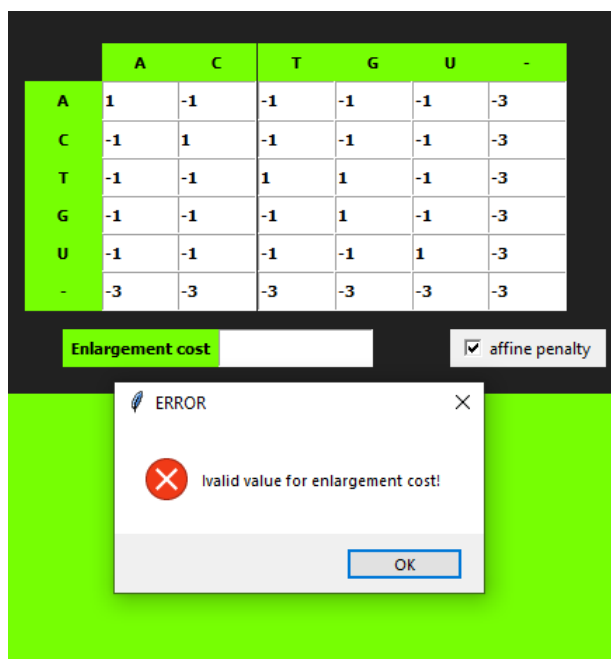 A C T G U -
A 1 -1 -1 -1 -1 -3
C -1 1 -1 -1 -1 -3
T -1 -1 1 1 -1 -3
G -1 -1 -1 1 -1 -3
U -1 -1 -1 -1 1 -3
- -3 -3 -3 -3 -3 -3
Enlargement cost affine penalty
ERROR
Ivalid value for enlargement cost!
OK